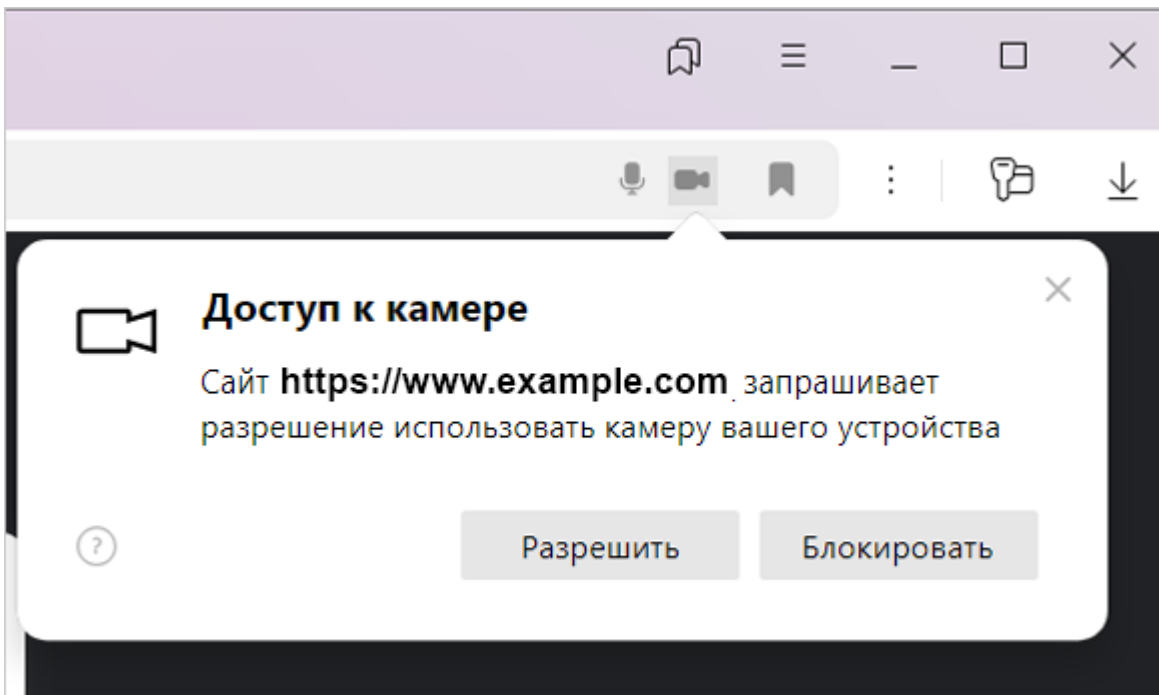 Доступ к камере
Сайт https://www.example.com запрашивает
разрешение использовать камеру вашего устройства
?
Разрешить
Блокировать